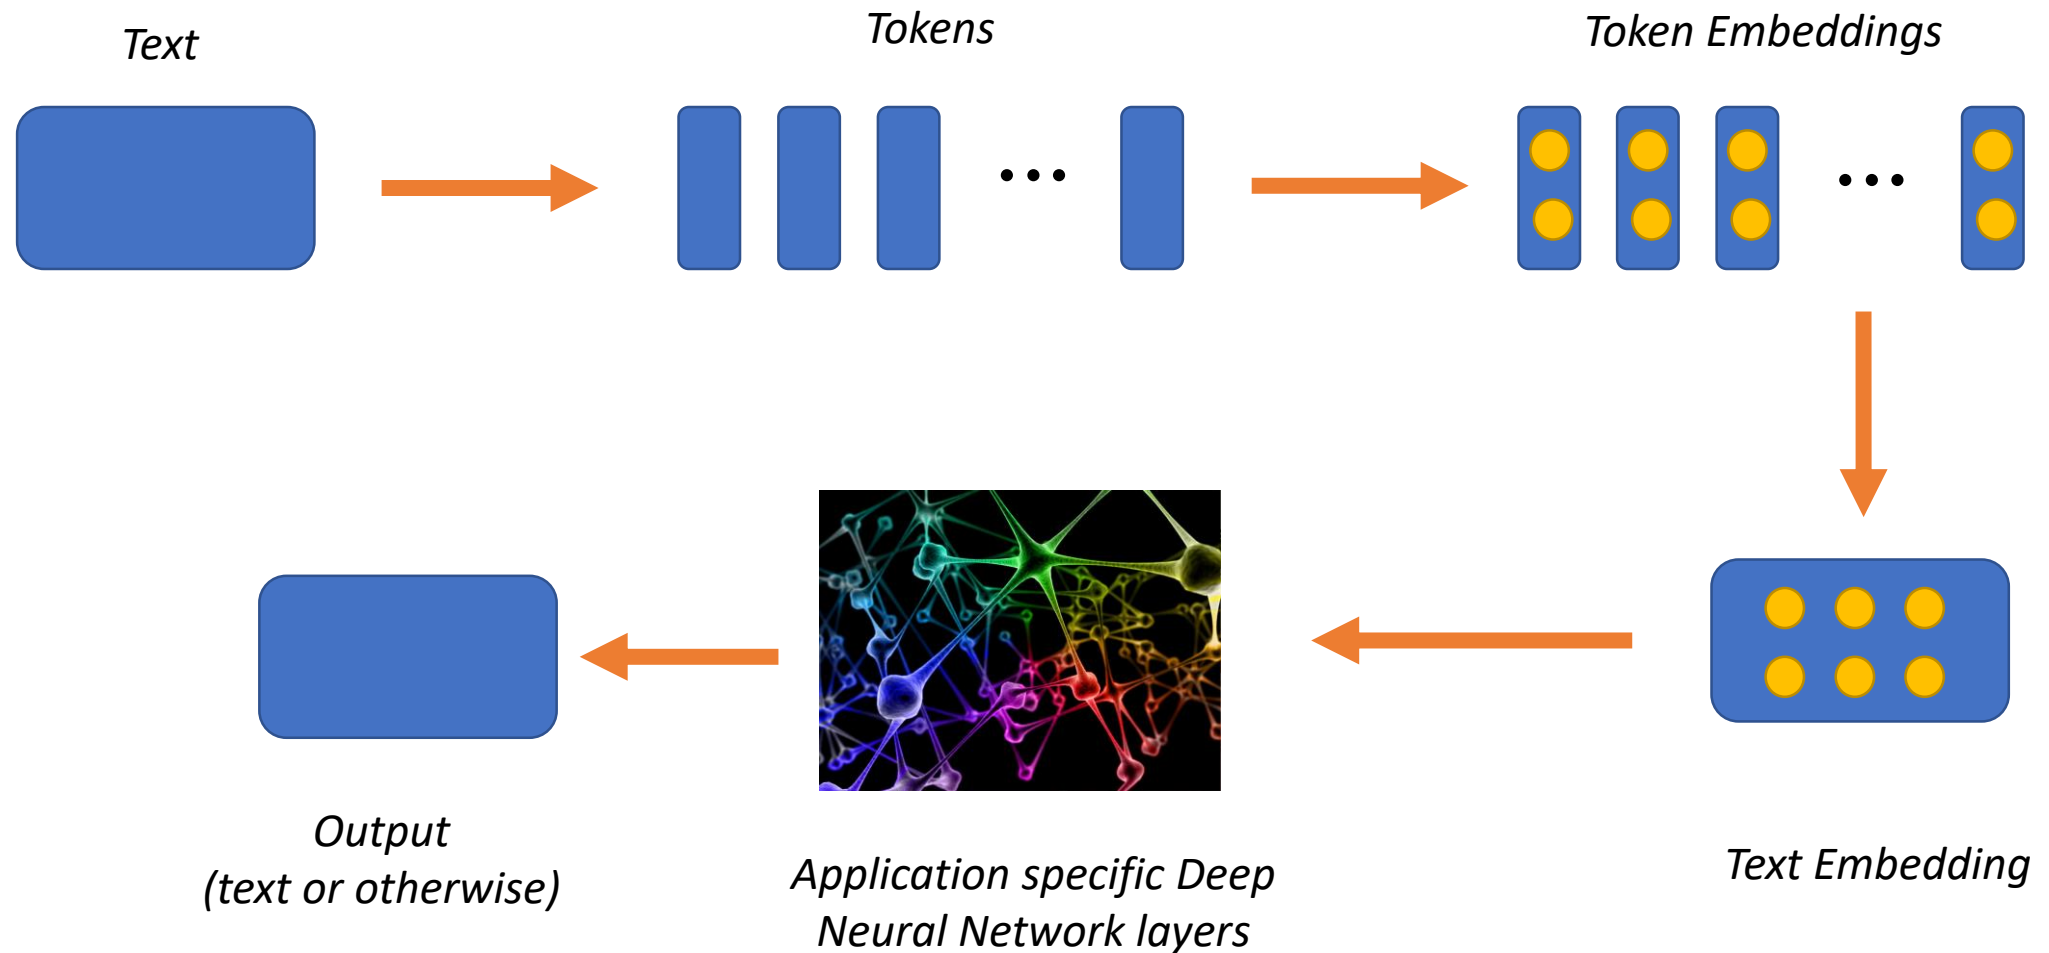 Text
Tokens
Token Embeddings
Output
(text or otherwise)
Application specific Deep
Neural Network layers
Text Embedding